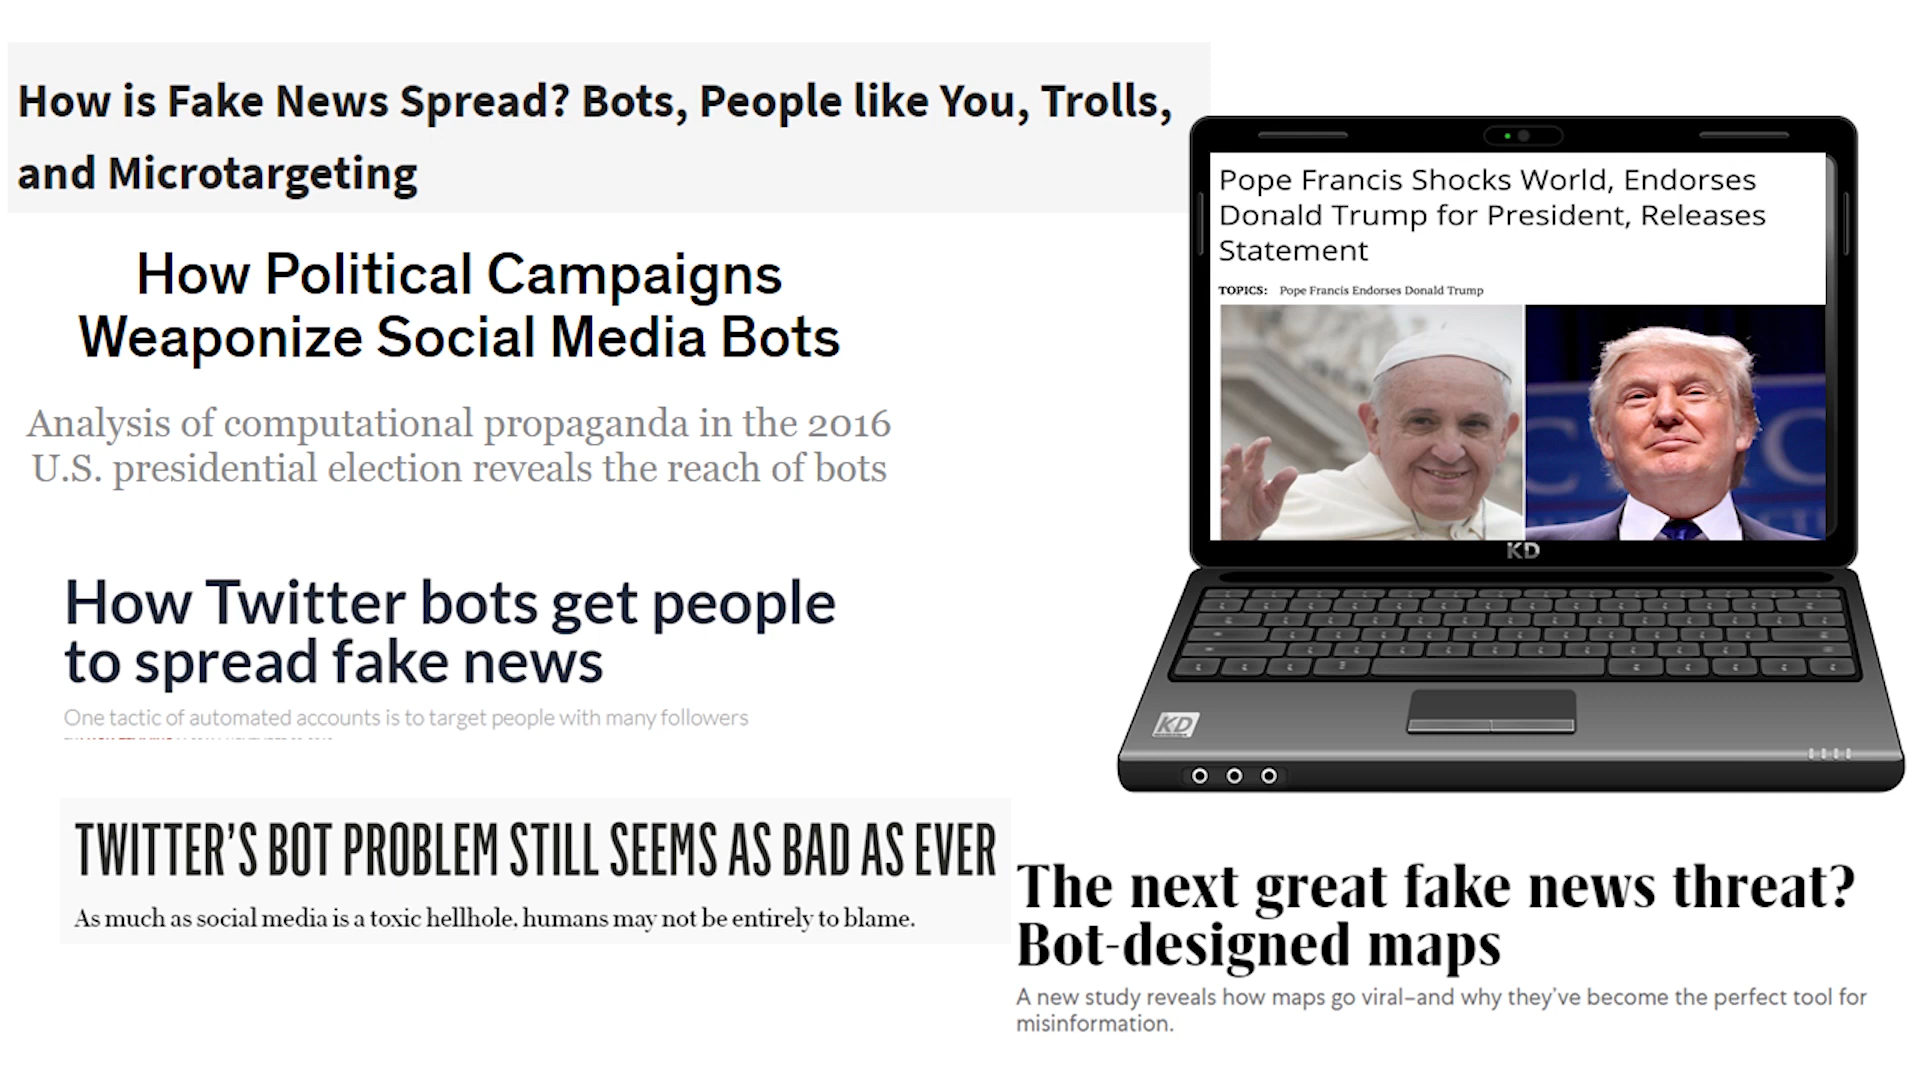 How is Fake News Spread? Bots, People like You, Trolls,
and Microtargeting
How Political Campaigns
Weaponize Social Media Bots
Analysis of computational propaganda in the 2016
U.S. presidential election reveals the reach of bots
How Twitter bots get people
to spread fake news
One tactic of automated accounts is to target people with many followers
TWITTER'S BOT PROBLEM STILL SEEMS AS BAD AS EVER
As much as social media is a toxic hellhole, humans may not be entirely to blame.
Pope Francis Shocks World, Endorses
Donald Trump for President, Releases
Statement
TOPICS: Pope Francis Endorses Donald Trump
KD
KD
The next great fake news threat?
Bot-designed maps
A new study reveals how maps go viral–and why they've become the perfect tool for
misinformation.